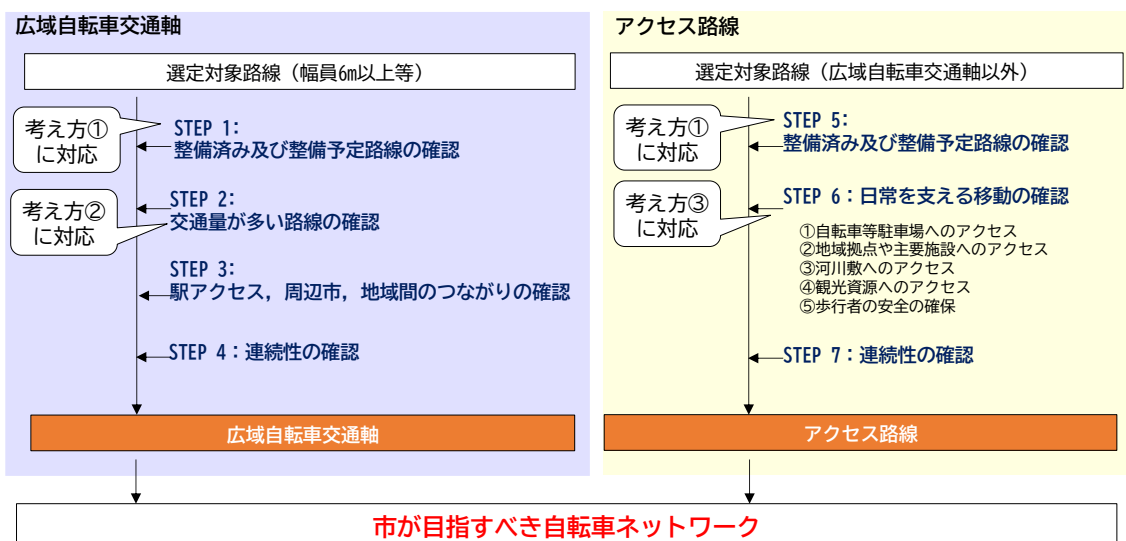 広域自転車交通軸
選定対象路線（幅員6m以上等）
考え方①
に対応
STEP 1：
整備済み及び整備予定路線の確認
考え方②
に対応
STEP 2：
交通量が多い路線の確認
STEP 3：
駅アクセス，周辺市，地域間のつながりの確認
STEP 4：連続性の確認
広域自転車交通軸
アクセス路線
選定対象路線（広域自転車交通軸以外）
考え方①
に対応
STEP 5：
整備済み及び整備予定路線の確認
考え方③
に対応
STEP 6：日常を支える移動の確認
①自転車等駐車場へのアクセス
②地域拠点や主要施設へのアクセス
③河川敷へのアクセス
④観光資源へのアクセス
⑤歩行者の安全の確保
STEP 7：連続性の確認
アクセス路線
市が目指すべき自転車ネットワーク